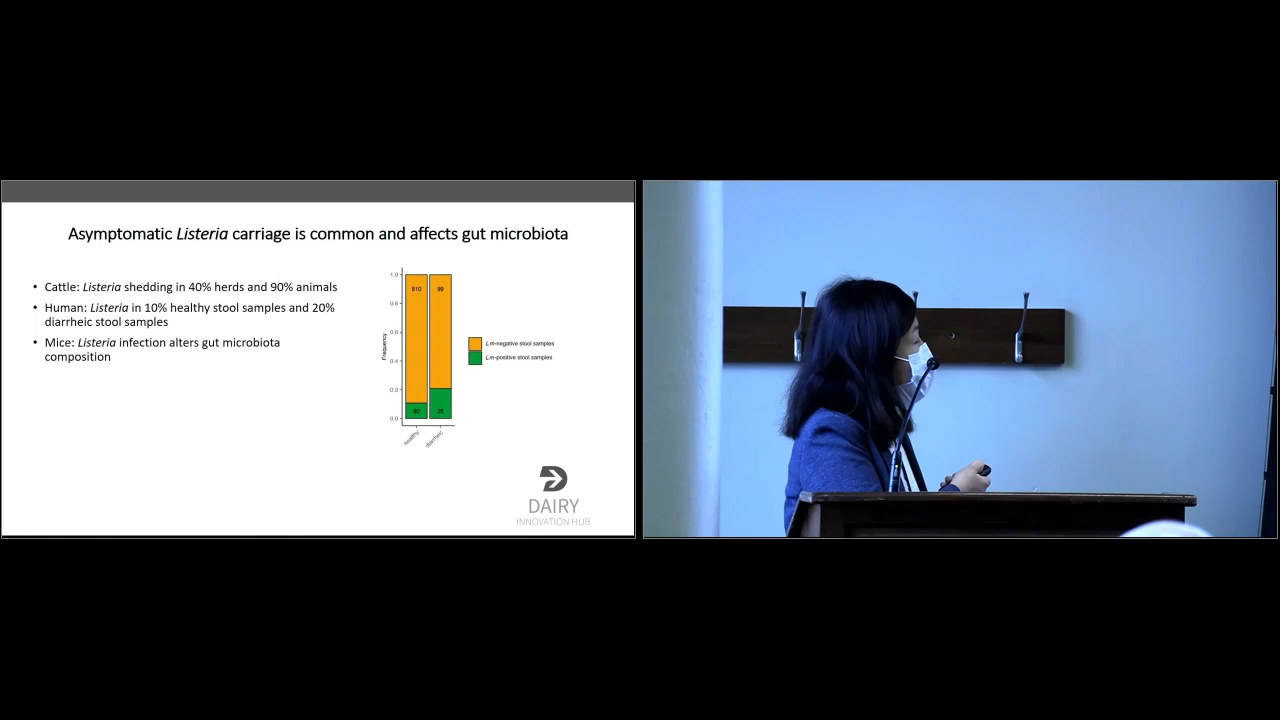 Asymptomatic Listeria carriage is common and affects gut microbiota
• Cattle: Listeria shedding in 40% herds and 90% animals
• Human: Listeria in 10% healthy stool samples and 20%
diarrheic stool samples
• Mice: Listeria infection alters gut microbiota
composition
Frequency
1.0
0.8
0.6
0.4
0.2
0.0
810
99
90
26
healthy
diarrheic
L.m-negative stool samples
L.m-positive stool samples
DAIRY
INNOVATION HUB